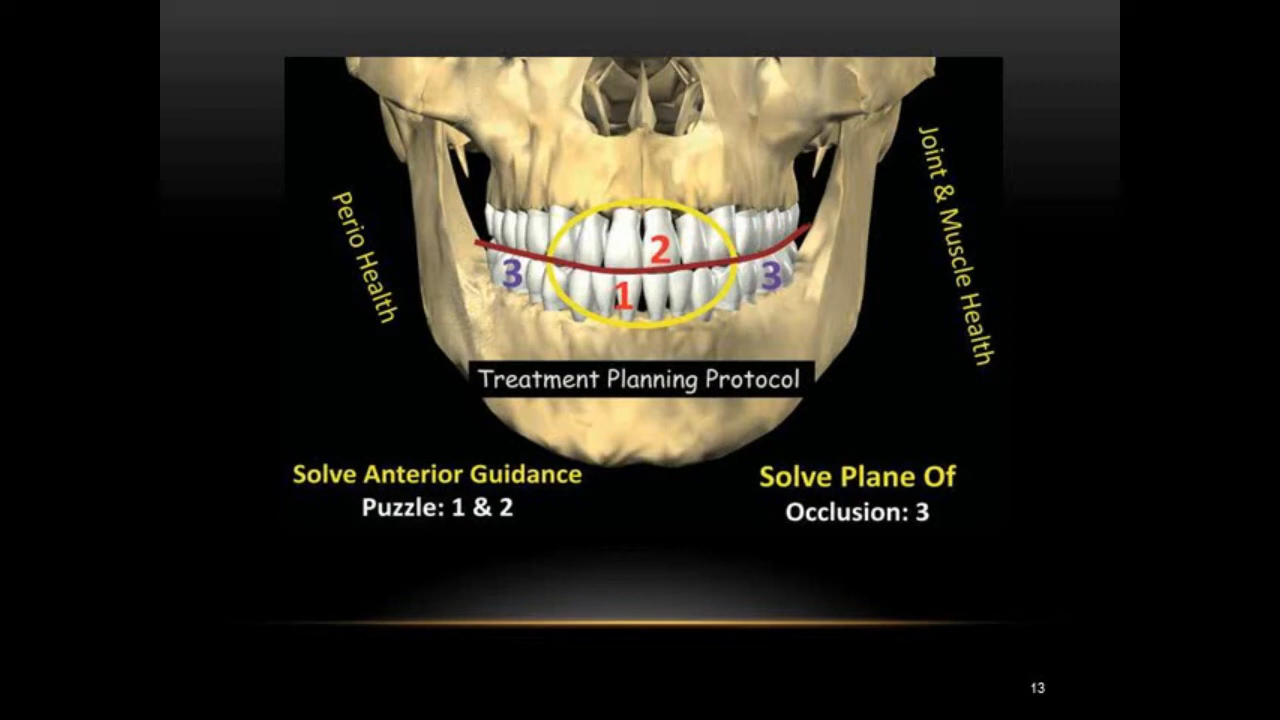 Joint & Muscle Health
Perio Health
2
3
3
1
Treatment Planning Protocol
Solve Anterior Guidance
Puzzle: 1 & 2
Solve Plane Of
Occlusion: 3
13